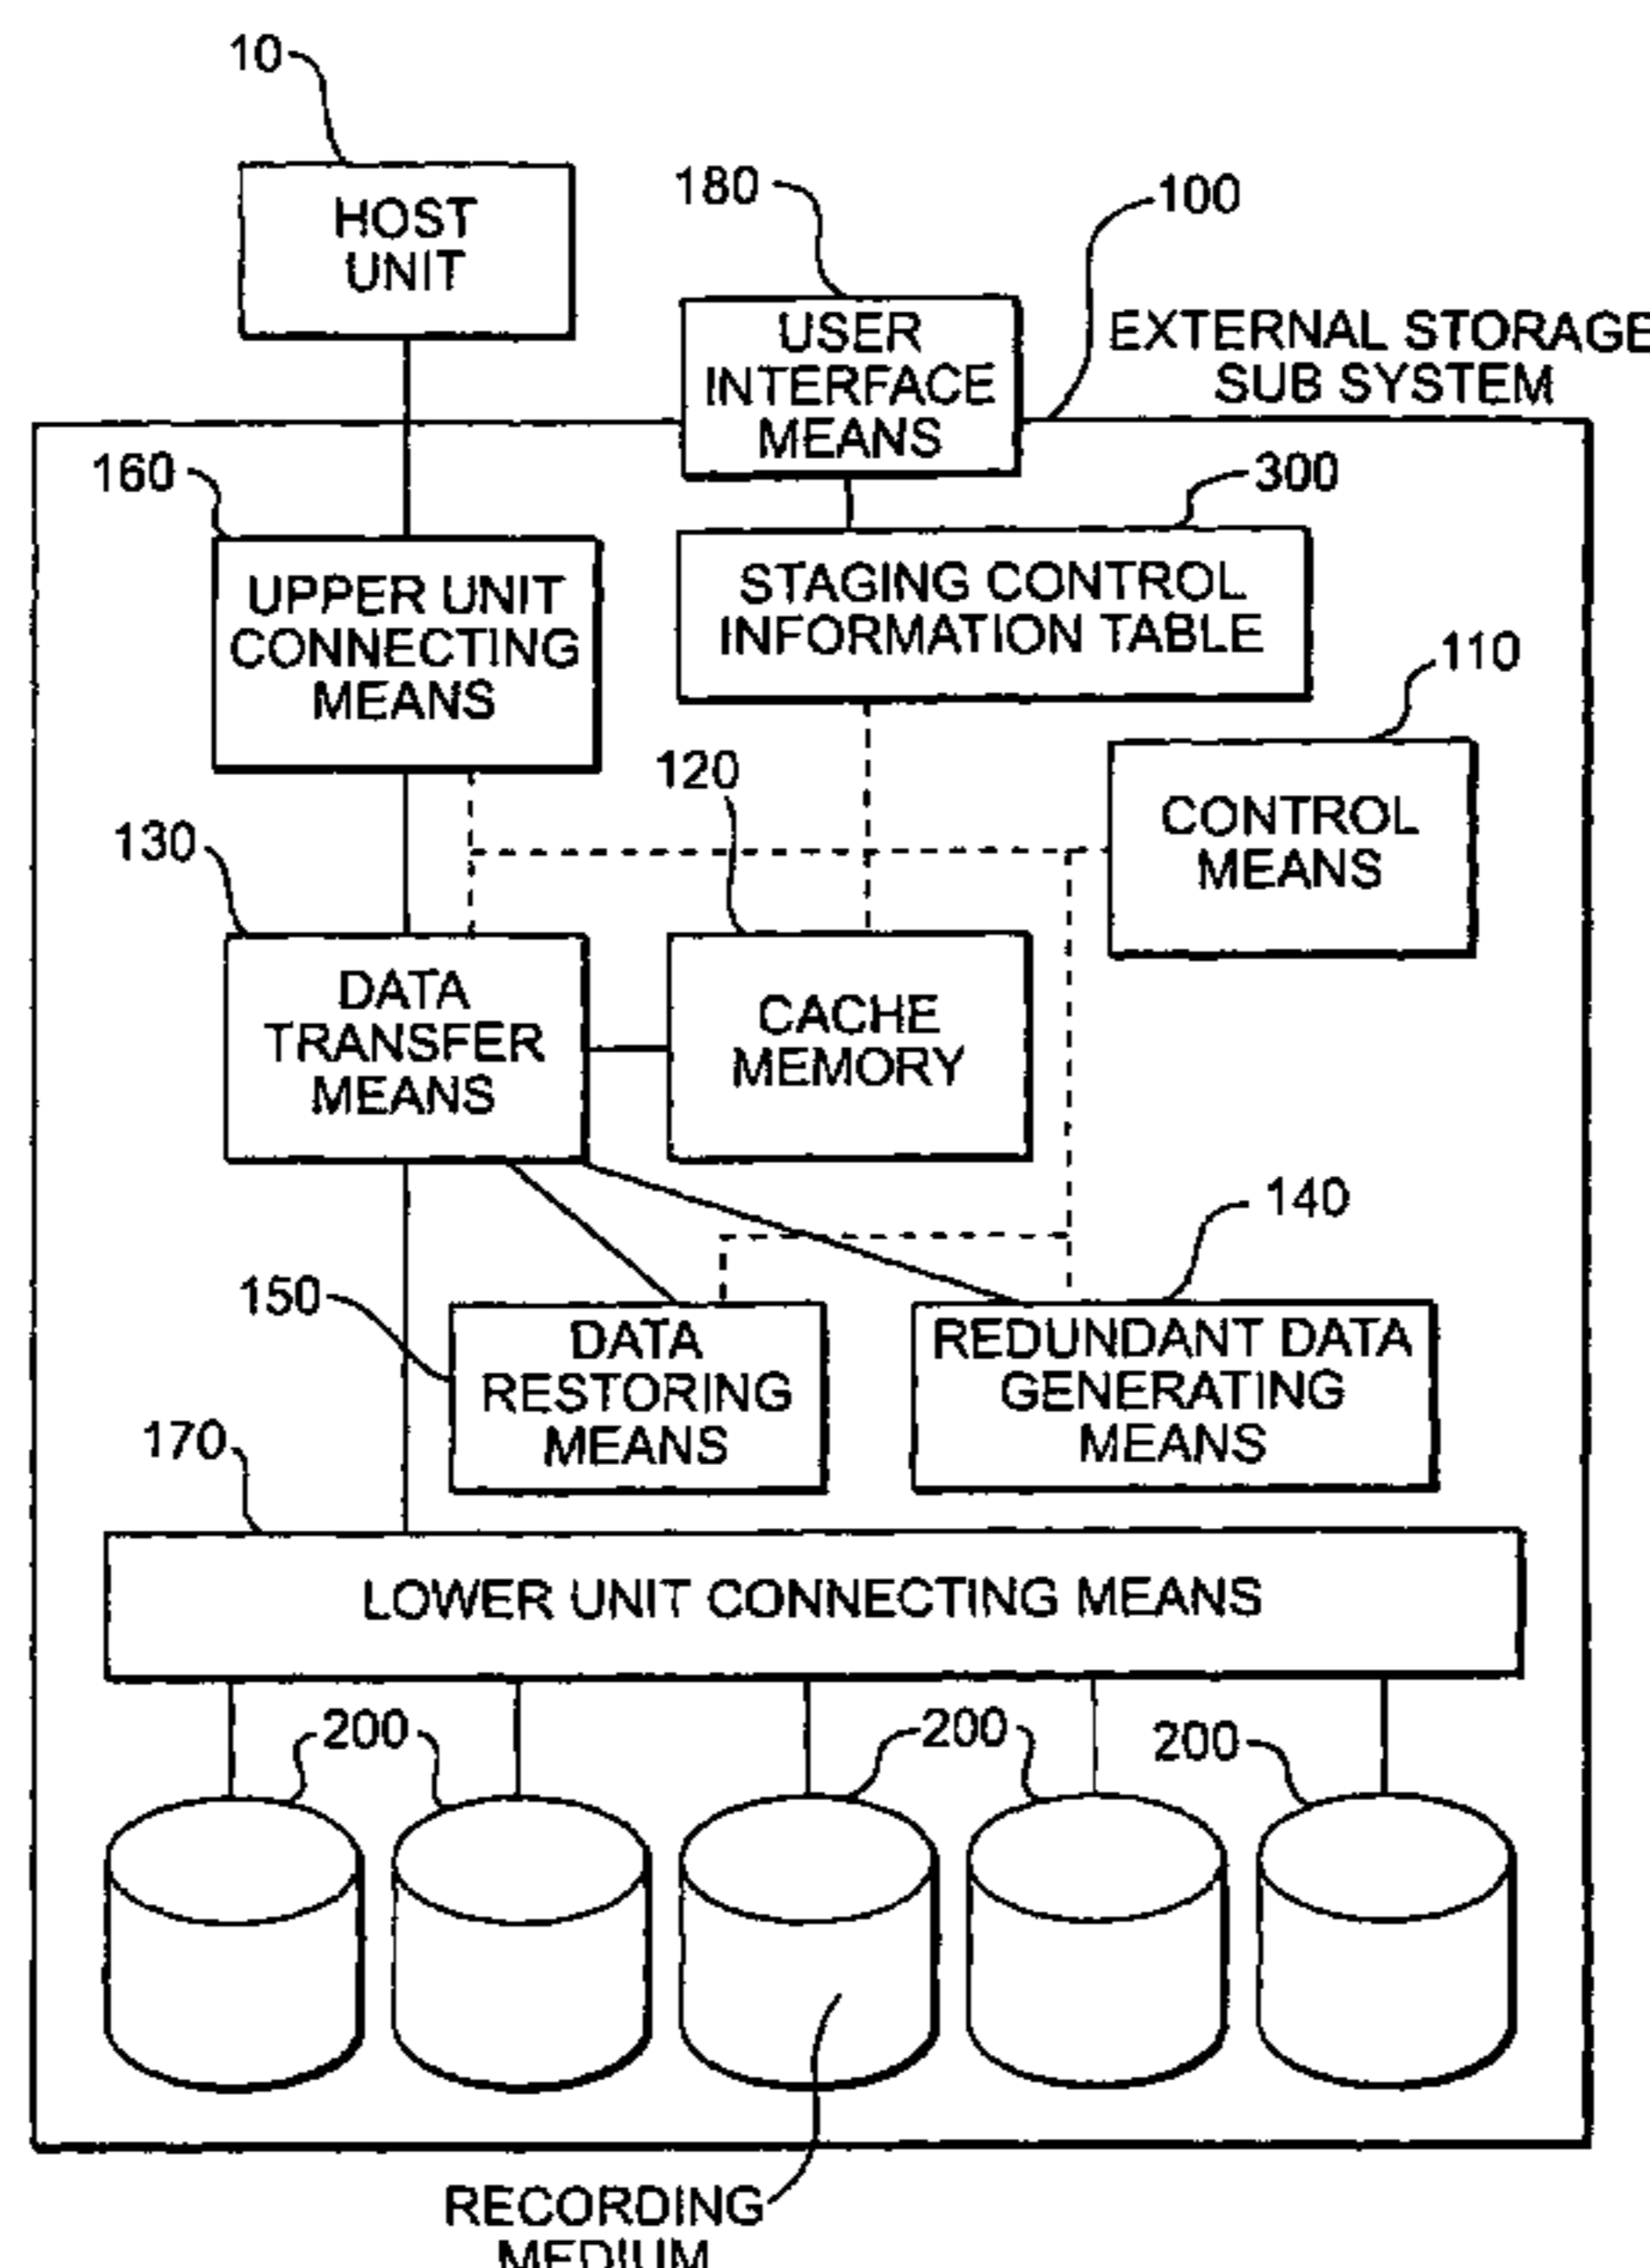 10
HOST
UNIT
180
100
USER
INTERFACE
MEANS
EXTERNAL STORAGE
SUB SYSTEM
160
300
UPPER UNIT
CONNECTING
MEANS
STAGING CONTROL
INFORMATION TABLE
110
120
CONTROL
MEANS
130
DATA
TRANSFER
MEANS
CACHE
MEMORY
140
150
DATA
RESTORING
MEANS
REDUNDANT DATA
GENERATING
MEANS
170
LOWER UNIT CONNECTING MEANS
200
200
200
RECORDING
MEDIUM